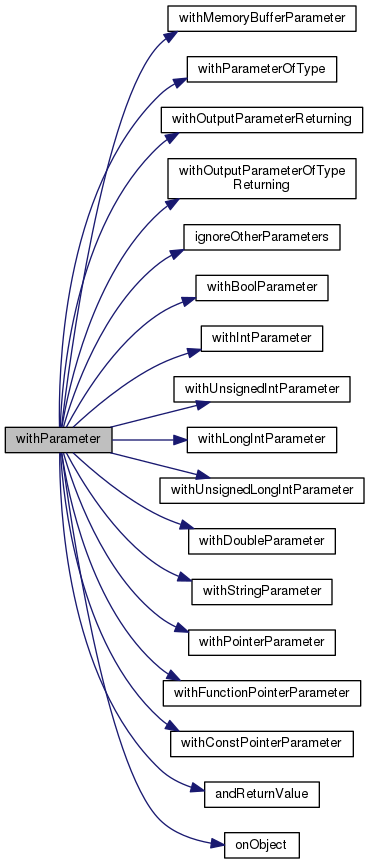 withMemoryBufferParameter
withParameterOfType
withOutputParameterReturning
withOutputParameterOfType
Returning
ignoreOtherParameters
withBoolParameter
withIntParameter
withUnsignedIntParameter
withParameter
withLongIntParameter
withUnsignedLongIntParameter
withDoubleParameter
withStringParameter
withPointerParameter
withFunctionPointerParameter
withConstPointerParameter
andReturnValue
onObject